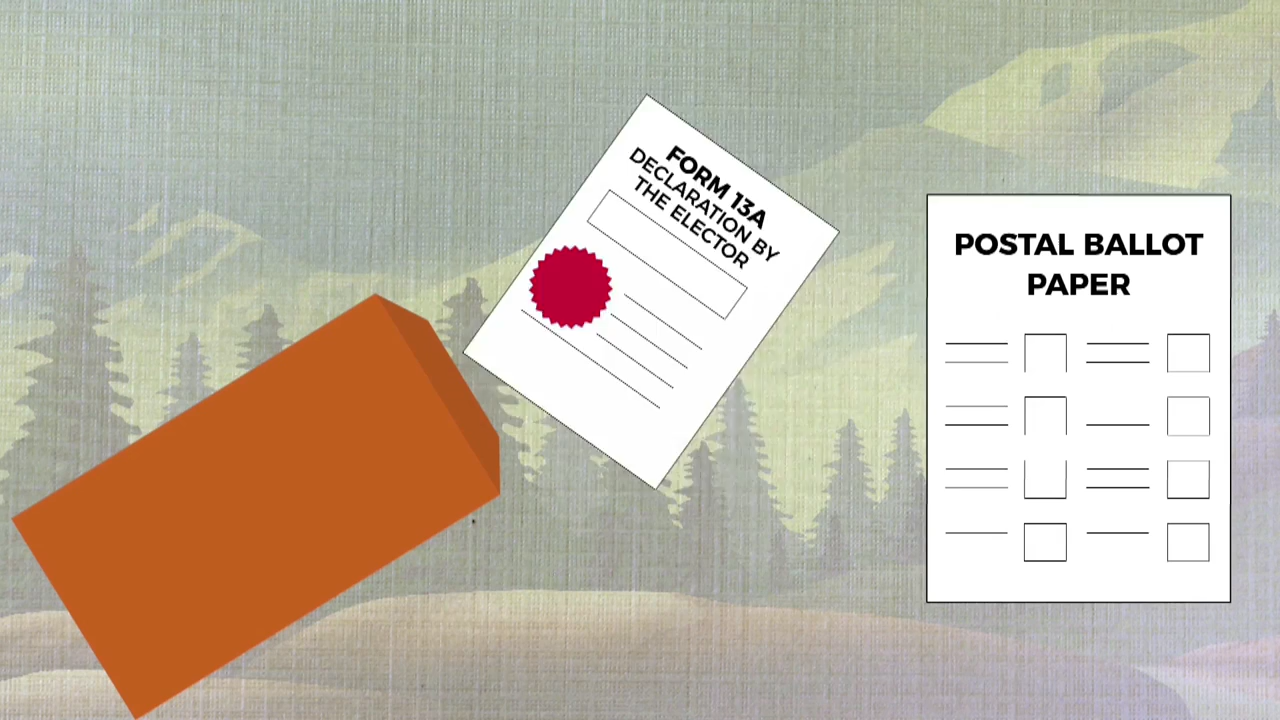 FORM 13A
DECLARATION BY
THE ELECTOR
POSTAL BALLOT
PAPER